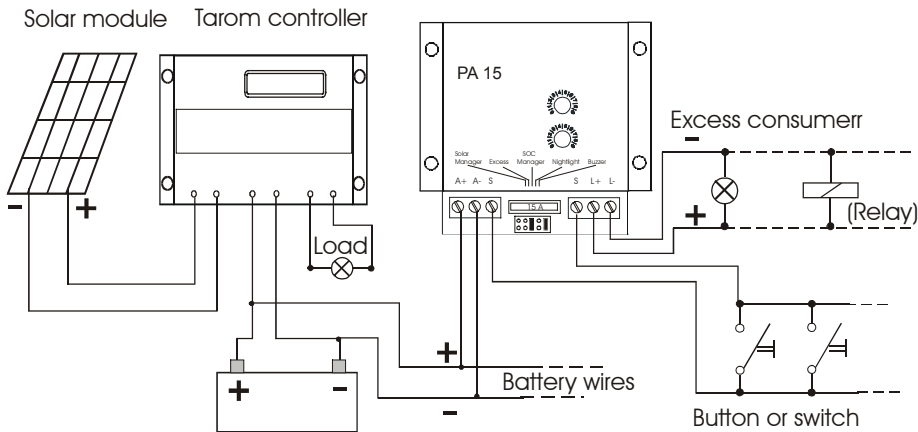 Solar module
Tarom controller
PA 15
Solar Manager
Excess
SOC Manager
Nightlight
Buzzer
A+ A- S
S L+ L-
15 A
Excess consumerr
-
+
(Relay)
- +
Load
+ -
+
Battery wires
-
Button or switch